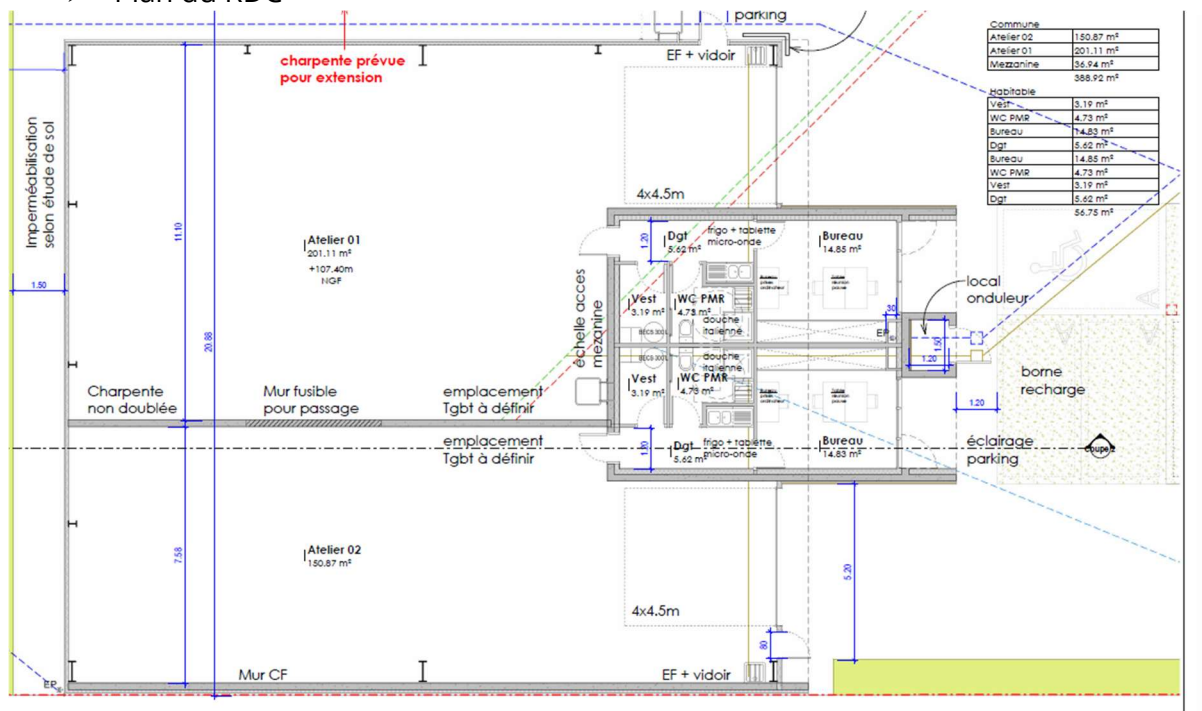 Plan du RDC
parking
EF + vidoir
charpente prévue
pour extension
Commune
Atelier 02 150.87 m²
Atelier 01 201.11 m²
Mezzanine 36.94 m²
388.92 m²
Habitable
Vest 3.19 m²
WC PMR 4.73 m²
Bureau 14.83 m²
Dgt 5.62 m²
Bureau 14.85 m²
WC PMR 4.73 m²
Vest 3.19 m²
Dgt 5.62 m²
56.75 m²
Imperméabilisation
selon étude de sol
1.50
11.10
20.88
7.58
4x4.5m
Atelier 01
201.11 m²
+107.40m
NGF
1.20
Dgt
5.62 m²
frigo + tablette
micro-onde
Bureau
14.85 m²
échelle acces
mezanine
Vest
3.19 m²
WC PMR
4.73 m²
douche
italienne
30
EP
local
onduleur
1.50
1.20
douche
italienne
Vest
3.19 m²
WC PMR
4.73 m²
borne
recharge
1.20
Charpente
non doublée
Mur fusible
pour passage
emplacement
Tgbt à définir
emplacement
Tgbt à définir
1.20
Dgt
5.62 m²
frigo + tablette
micro-onde
Bureau
14.83 m²
éclairage
parking
coupe 2
Atelier 02
150.87 m²
4x4.5m
5.20
80
Mur CF
EF + vidoir
EP